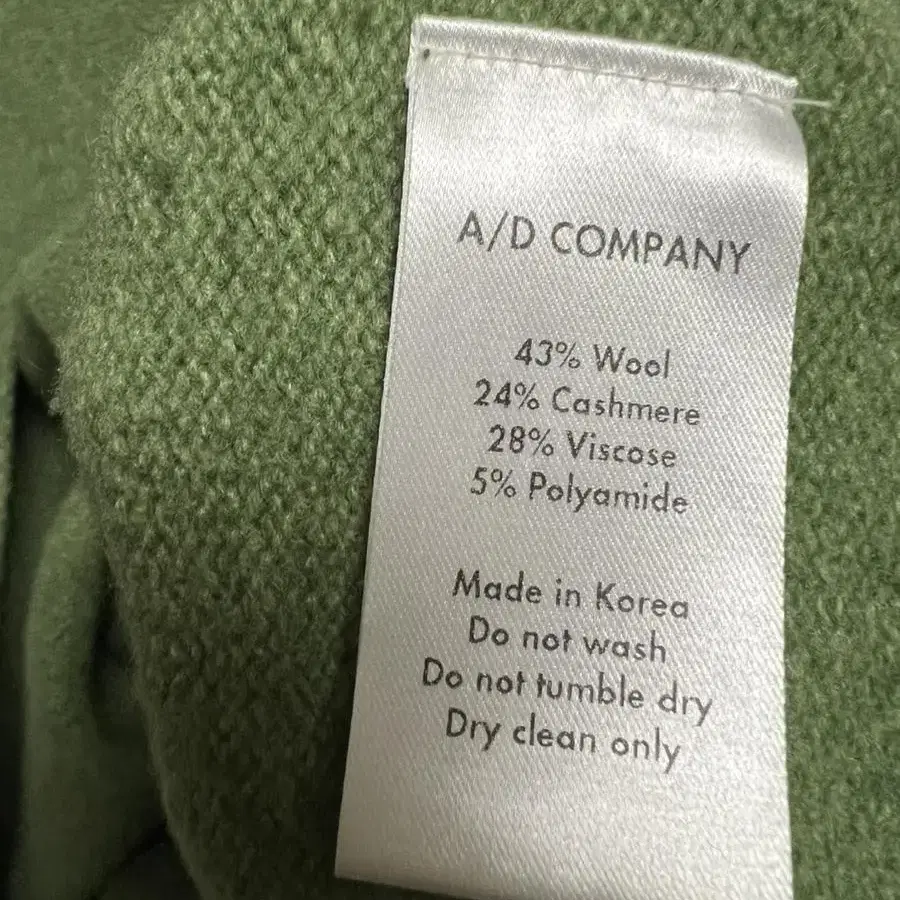 A/D COMPANY
43% Wool
24% Cashmere
28% Viscose
5% Polyamide
Made in Korea
Do not wash
Do not tumble dry
Dry clean only